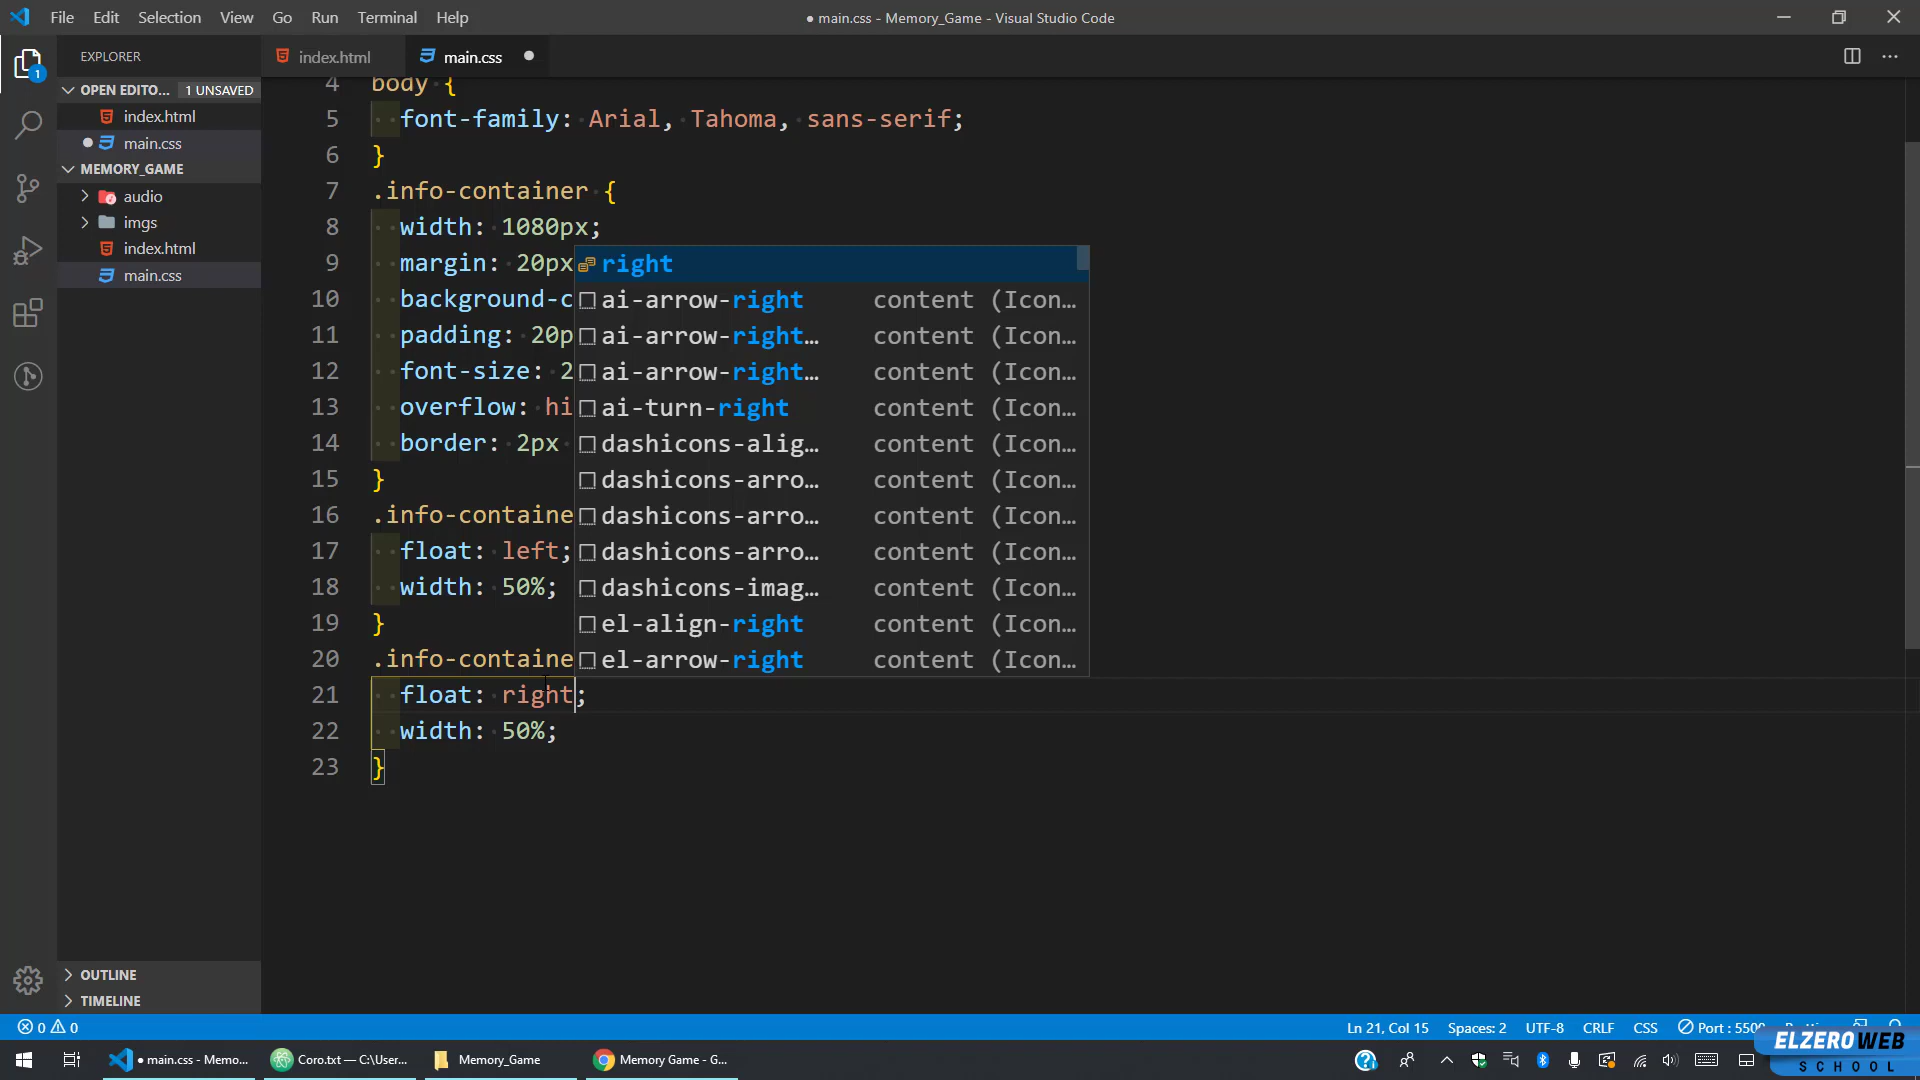 File Edit Selection View Go Run Terminal Help
● main.css - Memory_Game - Visual Studio Code
EXPLORER
index.html
main.css
OPEN EDITO... 1 UNSAVED
index.html
main.css
MEMORY_GAME
audio
imgs
index.html
main.css
OUTLINE
TIMELINE
1
4 body {
5 font-family: Arial, Tahoma, sans-serif;
6 }
7 .info-container {
8 width: 1080px;
9 margin: 20px
10 background-c
11 padding: 20p
12 font-size: 2
13 overflow: hi
14 border: 2px
15 }
16 .info-containe
17 float: left;
18 width: 50%;
19 }
20 .info-containe
21 float: right;
22 width: 50%;
23 }
right
ai-arrow-right content (Icon…
ai-arrow-right… content (Icon…
ai-arrow-right… content (Icon…
ai-turn-right content (Icon…
dashicons-alig… content (Icon…
dashicons-arro… content (Icon…
dashicons-arro… content (Icon…
dashicons-arro… content (Icon…
dashicons-imag… content (Icon…
el-align-right content (Icon…
el-arrow-right content (Icon…
0 0
Ln 21, Col 15 Spaces: 2 UTF-8 CRLF CSS Port : 5500
● main.css - Memo... Coro.txt — C:\User... Memory_Game Memory Game - G...
ELZEROWEB
SCHOOL